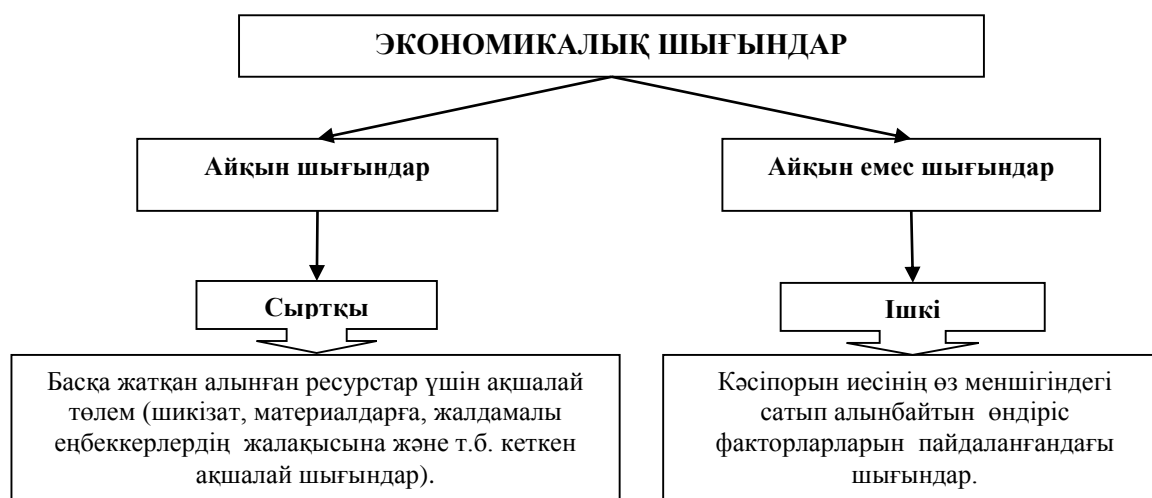 ЭКОНОМИКАЛЫҚ ШЫҒЫНДАР
Айқын шығындар
Айқын емес шығындар
Сыртқы
Ішкі
Басқа жатқан алынған ресурстар үшін ақшалай
төлем (шикізат, материалдарға, жалдамалы
еңбеккерлердің жалақысына және т.б. кеткен
ақшалай шығындар).
Кәсіпорын иесінің өз меншігіндегі
сатып алынбайтын өндіріс
факторларларын пайдаланғандағы
шығындар.